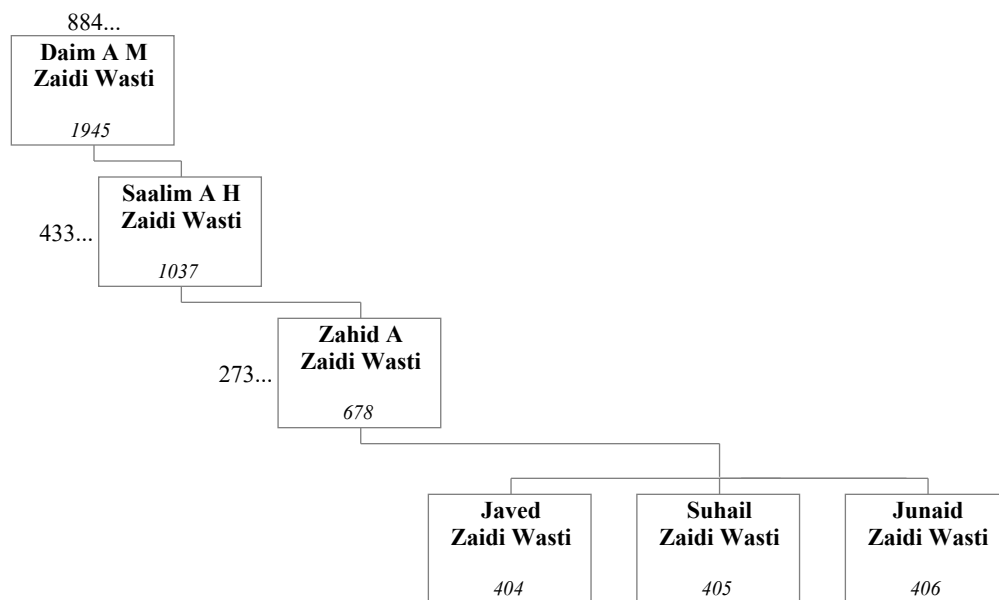 884...
Daim A M
Zaidi Wasti
1945
Saalim A H
Zaidi Wasti
433...
1037
Zahid A
Zaidi Wasti
273...
678
Javed
Zaidi Wasti
404
Suhail
Zaidi Wasti
405
Junaid
Zaidi Wasti
406